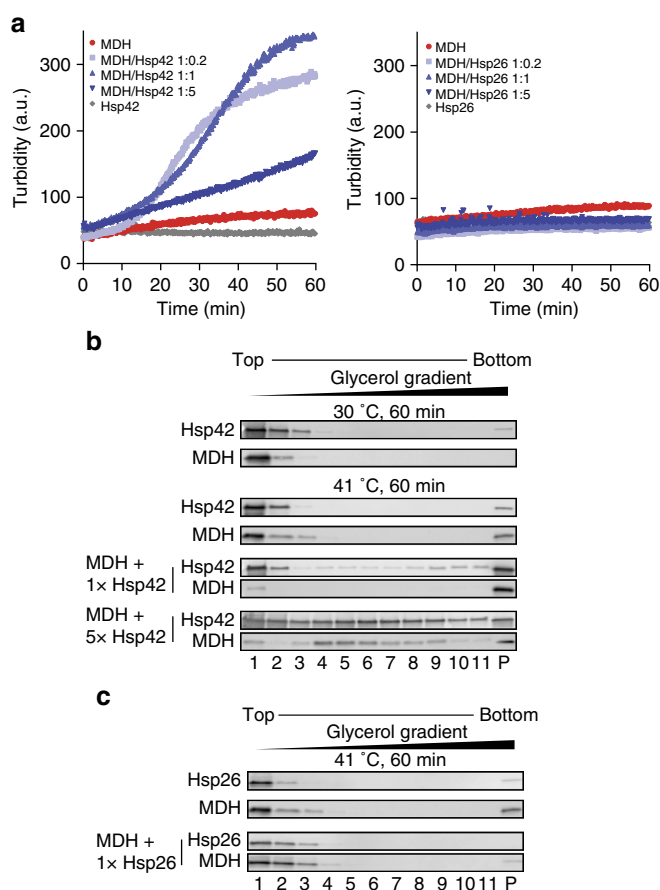 a
MDH
MDH/Hsp42 1:0.2
MDH/Hsp42 1:1
MDH/Hsp42 1:5
Hsp42
300
200
100
0
Turbidity (a.u.)
0 10 20 30 40 50 60
Time (min)
MDH
MDH/Hsp26 1:0.2
MDH/Hsp26 1:1
MDH/Hsp26 1:5
Hsp26
300
200
100
0
Turbidity (a.u.)
0 10 20 30 40 50 60
Time (min)
b
Top Bottom
Glycerol gradient
30 ˚C, 60 min
Hsp42
MDH
41 ˚C, 60 min
Hsp42
MDH
MDH +
1× Hsp42
Hsp42
MDH
MDH +
5× Hsp42
Hsp42
MDH
1 2 3 4 5 6 7 8 9 10 11 P
c
Top Bottom
Glycerol gradient
41 ˚C, 60 min
Hsp26
MDH
MDH +
1× Hsp26
Hsp26
MDH
1 2 3 4 5 6 7 8 9 10 11 P